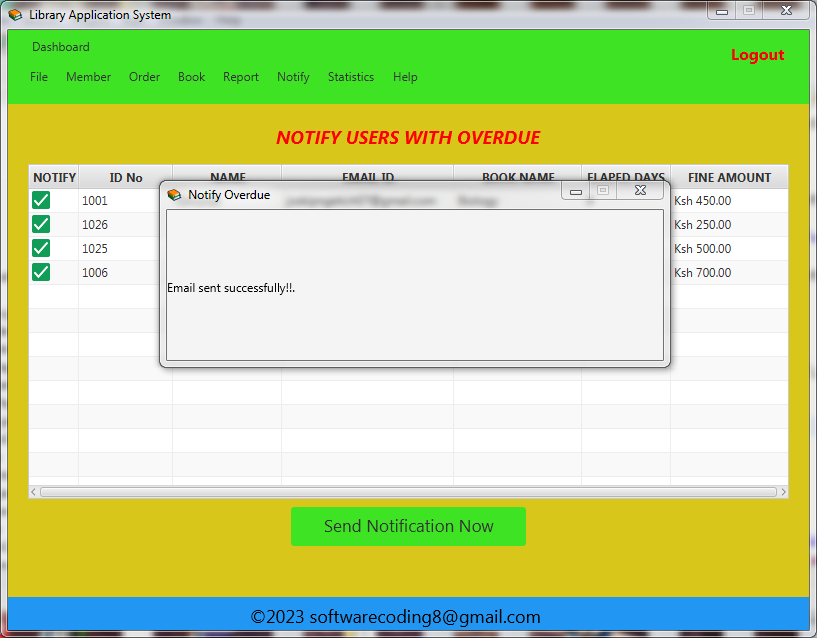 Library Application System
Dashboard
Logout
File Member Order Book Report Notify Statistics Help
NOTIFY USERS WITH OVERDUE
NOTIFY ID No NAME EMAIL ID BOOK NAME ELAPED DAYS FINE AMOUNT
Notify Overdue
1001 Ksh 450.00
1026 Ksh 250.00
1025 Ksh 500.00
1006 Ksh 700.00
Email sent successfully!!.
Send Notification Now
©2023 softwarecoding8@gmail.com